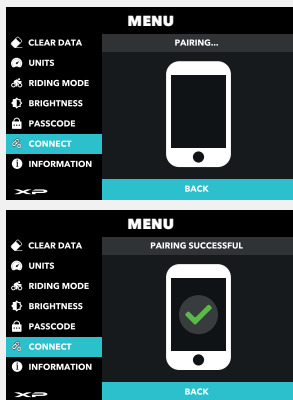 MENU
CLEAR DATA
PAIRING...
UNITS
RIDING MODE
BRIGHTNESS
PASSCODE
CONNECT
INFORMATION
XP
BACK
MENU
CLEAR DATA
PAIRING SUCCESSFUL
UNITS
RIDING MODE
BRIGHTNESS
PASSCODE
CONNECT
INFORMATION
XP
BACK